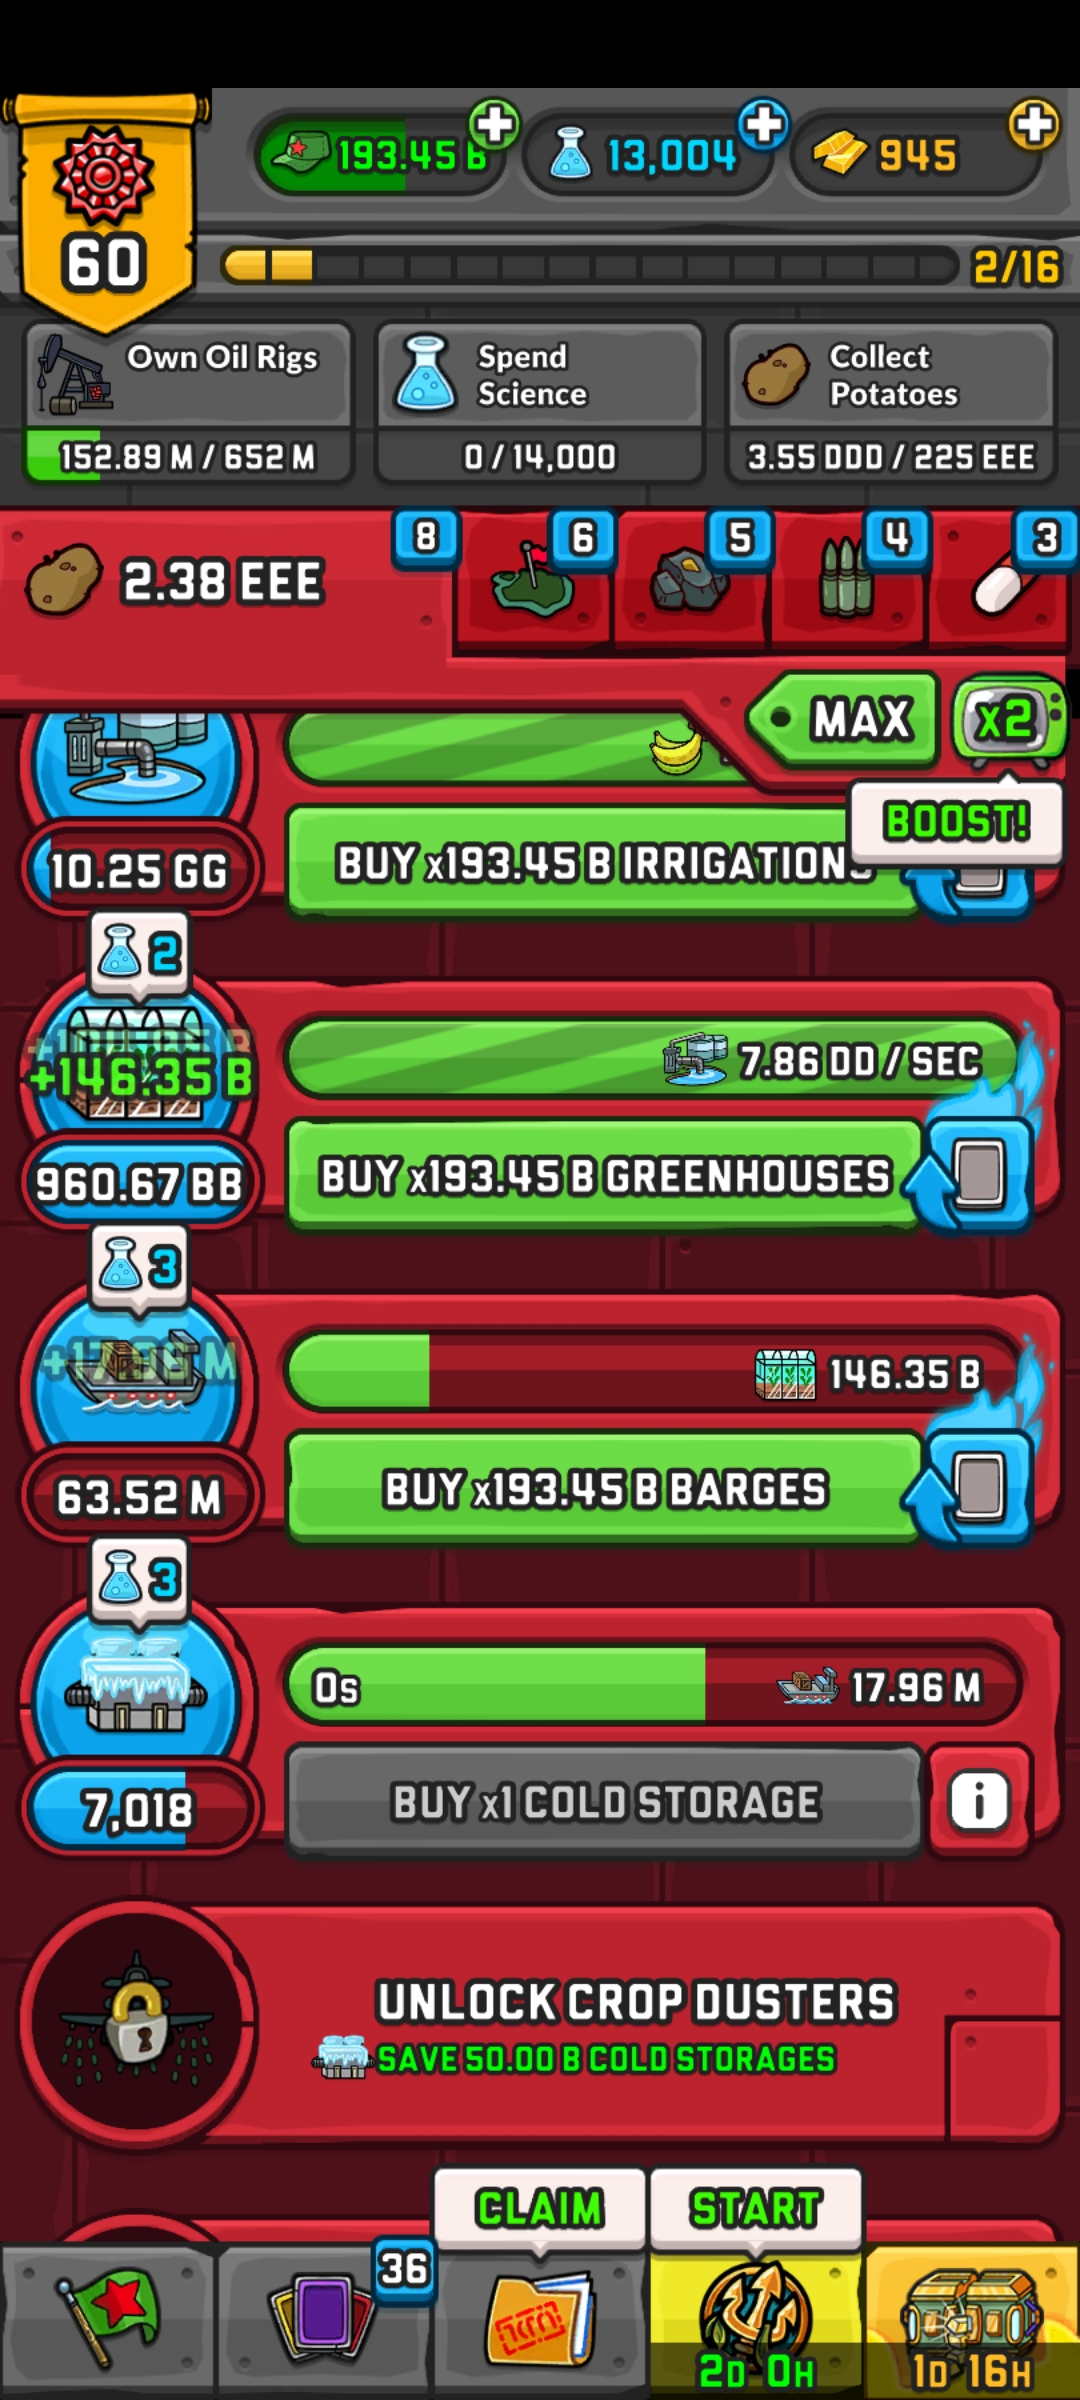 193.45 B
13,004
945
60
2/16
Own Oil Rigs
152.89 M / 652 M
Spend
Science
0 / 14,000
Collect
Potatoes
3.55 DDD / 225 EEE
2.38 EEE
8
6
5
4
3
MAX
x2
BOOST!
10.25 GG
BUY x193.45 B IRRIGATIONS
2
+146.35 B
960.67 BB
7.86 DD / SEC
BUY x193.45 B GREENHOUSES
3
63.52 M
146.35 B
BUY x193.45 B BARGES
3
7,018
0s
17.96 M
BUY x1 COLD STORAGE
i
UNLOCK CROP DUSTERS
SAVE 50.00 B COLD STORAGES
CLAIM
START
36
2D 0H
1D 16H